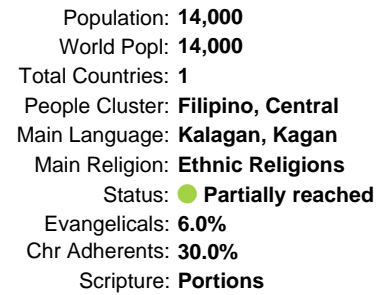 Population: 14,000
World Popl: 14,000
Total Countries: 1
People Cluster: Filipino, Central
Main Language: Kalagan, Kagan
Main Religion: Ethnic Religions
Status: Partially reached
Evangelicals: 6.0%
Chr Adherents: 30.0%
Scripture: Portions